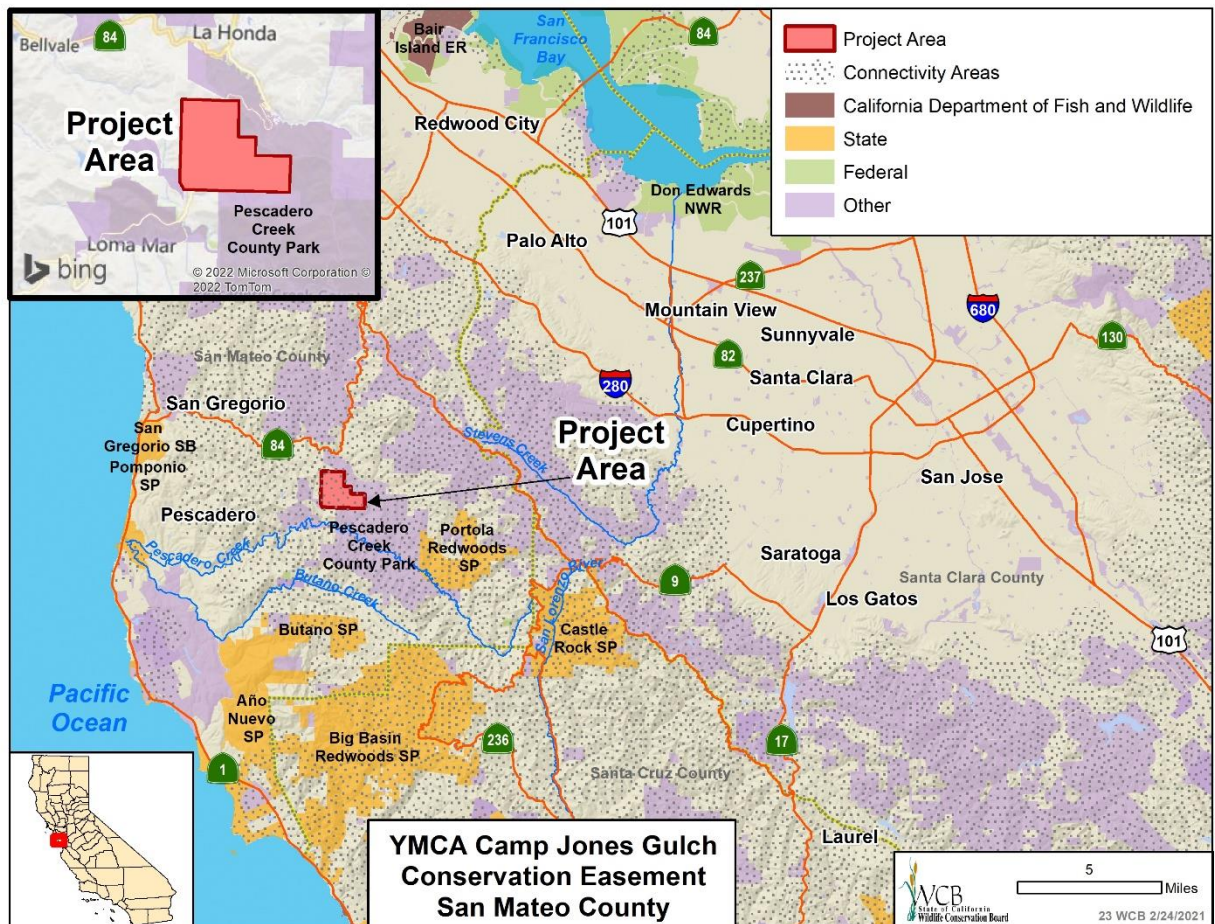 Bellvale
84
La Honda
Project
Area
Pescadero
Creek
County Park
Loma Mar
bing
© 2022 Microsoft Corporation ©
2022 TomTom
Bair
Island ER
San
Francisco
Bay
84
Project Area
Connectivity Areas
California Department of Fish and Wildlife
State
Federal
Other
Redwood City
Don Edwards
NWR
101
Palo Alto
237
Mountain View
Sunnyvale
680
130
82
Santa Clara
280
Cupertino
San Mateo County
San Gregorio
San
Gregorio SB
Pomponio
SP
84
Stevens Creek
Project
Area
San Jose
Pescadero
Pescadero Creek
Pescadero
Creek
County Park
Portola
Redwoods
SP
Butano Creek
San Lorenzo River
Saratoga
9
Santa Clara County
Los Gatos
101
Butano SP
Castle
Rock SP
Pacific
Ocean
Año
Nuevo
SP
Big Basin
Redwoods SP
236
17
1
Santa Cruz County
Laurel
YMCA Camp Jones Gulch
Conservation Easement
San Mateo County
WCB
State of California
Wildlife Conservation Board
5
Miles
23 WCB 2/24/2021